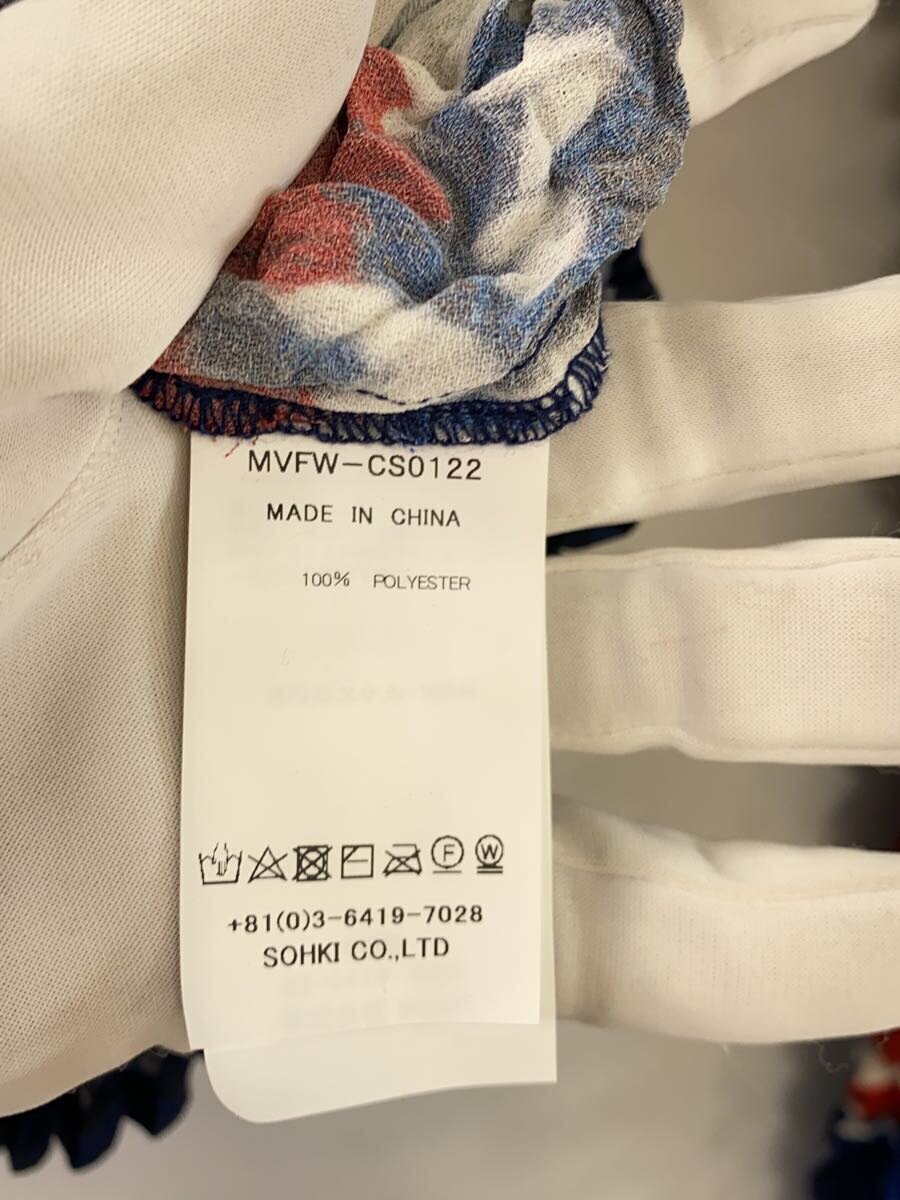 MVFW-CS0122
MADE IN CHINA
100% POLYESTER
F W
+81(0)3-6419-7028
SOHKI CO.,LTD